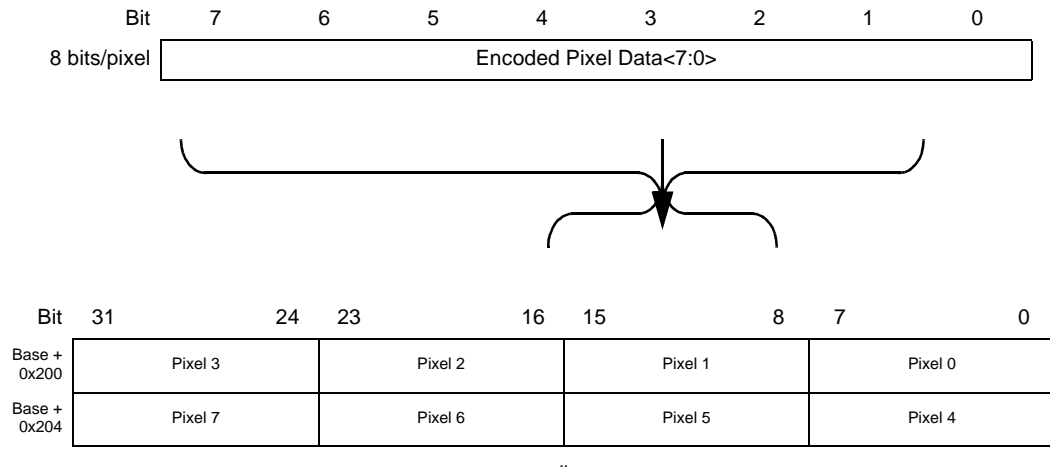 Bit 7 6 5 4 3 2 1 0
8 bits/pixel Encoded Pixel Data<7:0>
Bit 31 24 23 16 15 8 7 0
Base + 0x200 Pixel 3 Pixel 2 Pixel 1 Pixel 0
Base + 0x204 Pixel 7 Pixel 6 Pixel 5 Pixel 4